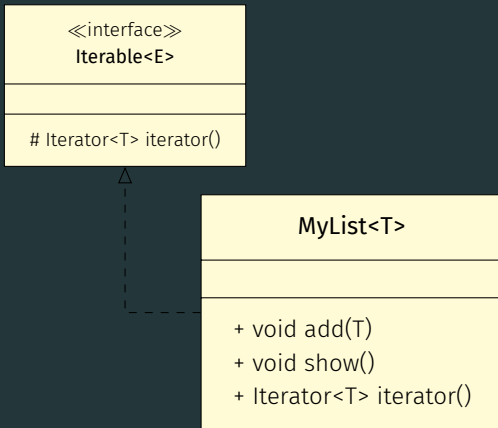 ≪interface≫
Iterable<E>
# Iterator<T> iterator()
MyList<T>
+ void add(T)
+ void show()
+ Iterator<T> iterator()